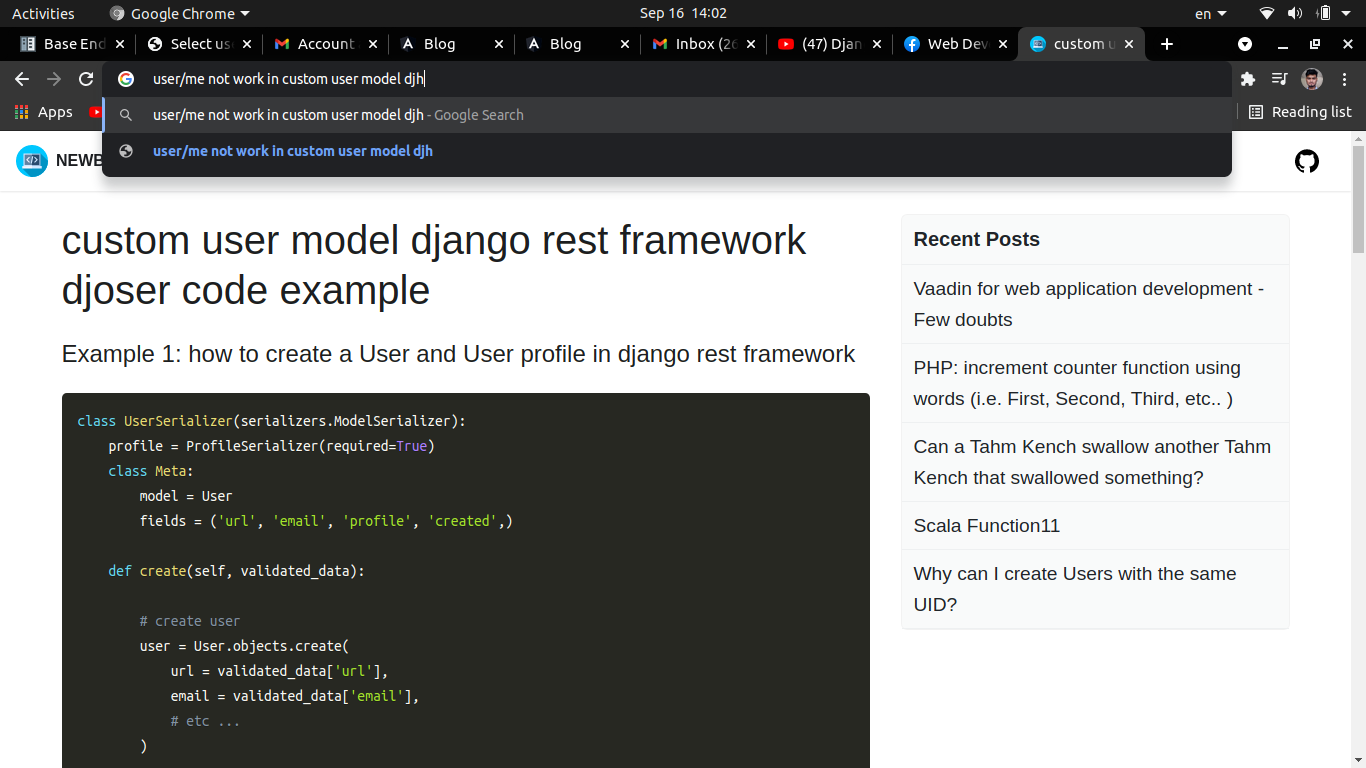 Activities
Google Chrome
Sep 16 14:02
en
Base End
Select us
Account
Blog
Blog
Inbox (26
(47) Djan
Web Dev
custom u
user/me not work in custom user model djh
Apps
Reading list
user/me not work in custom user model djh - Google Search
user/me not work in custom user model djh
NEWB
custom user model django rest framework
djoser code example
Example 1: how to create a User and User profile in django rest framework
class UserSerializer(serializers.ModelSerializer):
    profile = ProfileSerializer(required=True)
    class Meta:
        model = User
        fields = ('url', 'email', 'profile', 'created',)
    def create(self, validated_data):
        # create user
        user = User.objects.create(
            url = validated_data['url'],
            email = validated_data['email'],
            # etc ...
        )
Recent Posts
Vaadin for web application development -
Few doubts
PHP: increment counter function using
words (i.e. First, Second, Third, etc.. )
Can a Tahm Kench swallow another Tahm
Kench that swallowed something?
Scala Function11
Why can I create Users with the same
UID?